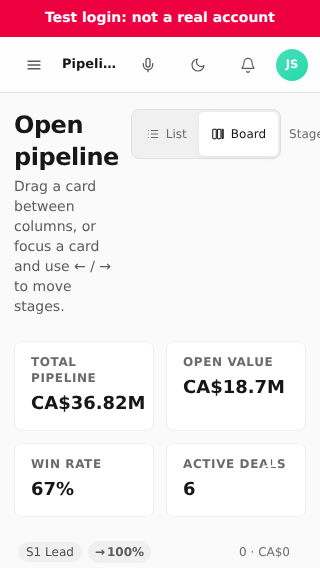 Test login: not a real account
Pipeli...
JS
Open pipeline
List
Board
Stage
Drag a card
between
columns, or
focus a card
and use ← / →
to move
stages.
TOTAL
PIPELINE
CA$36.82M
OPEN VALUE
CA$18.7M
WIN RATE
67%
ACTIVE DEALS
6
S1 Lead
→100%
0 · CA$0